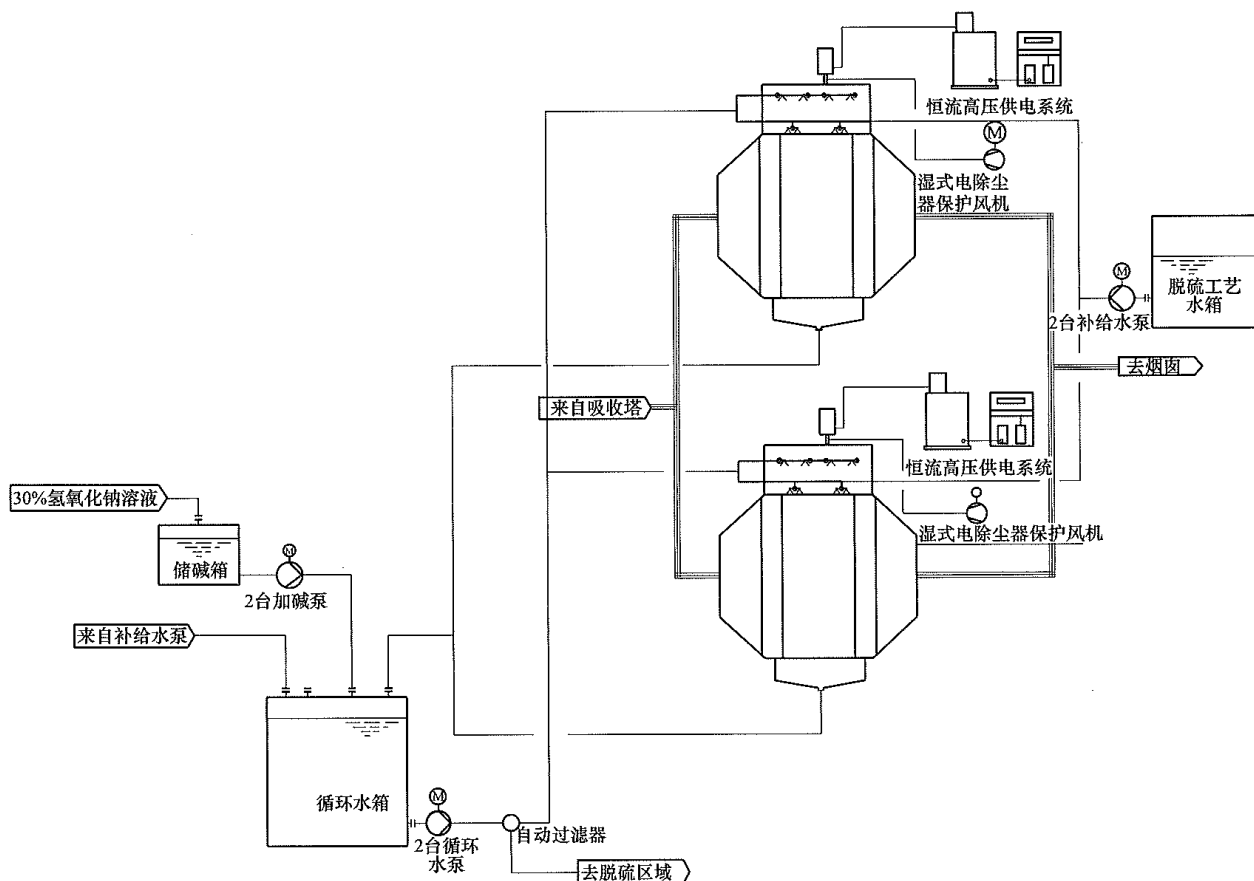 恒流高压供电系统
M
湿式电除尘
器保护风机
M
脱硫工艺
水箱
2台补给水泵
去烟囱
来自吸收塔
恒流高压供电系统
30%氢氧化钠溶液
湿式电除尘器保护风机
M
储碱箱
2台加碱泵
来自补给水泵
循环水箱
M
自动过滤器
2台循环
水泵
去脱硫区域